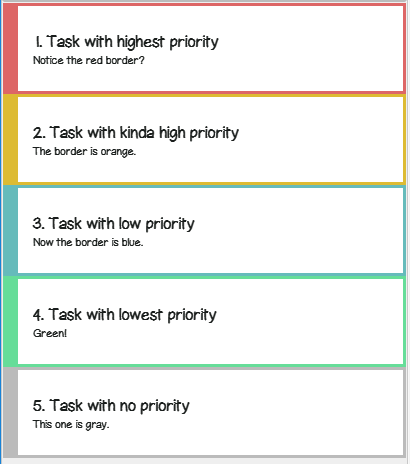 1. Task with highest priority
Notice the red border?
2. Task with kinda high priority
The border is orange.
3. Task with low priority
Now the border is blue.
4. Task with lowest priority
Green!
5. Task with no priority
This one is gray.